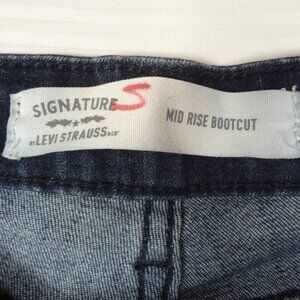 SIGNATURE S
BY LEVI STRAUSS & CO.
MID RISE BOOTCUT